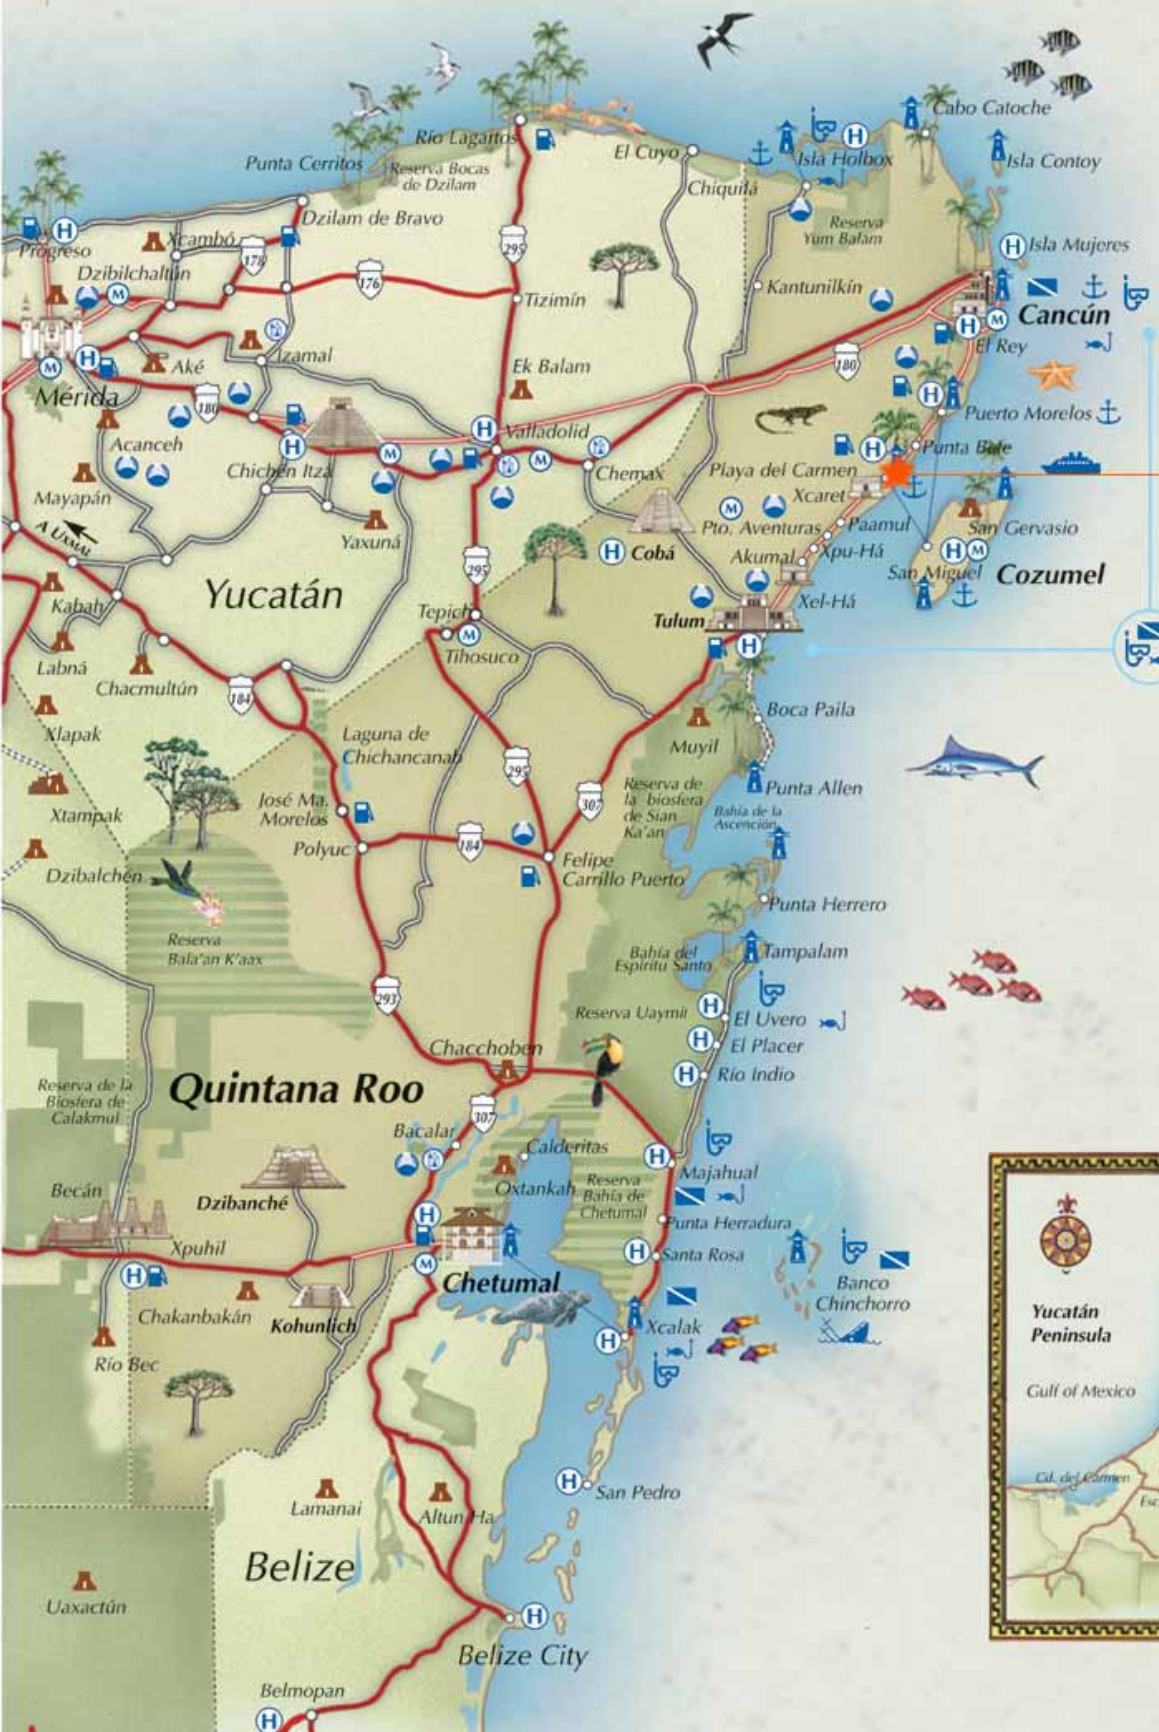 Cabo Catoche
Río Lagartos
El Cuyo
Isla Holbox
Isla Contoy
Punta Cerritos
Reserva Bocas
de Dzilam
Chiquilá
Dzilam de Bravo
Reserva
Yum Balam
Progreso
Xcambó
178
295
Isla Mujeres
Dzibilchaltún
176
Tizimín
Kantunilkín
Cancún
Izamal
Aké
Ek Balam
180
El Rey
Mérida
180
Puerto Morelos
Acanceh
Valladolid
Chichén Itzá
Chemax
Punta Bete
Playa del Carmen
Mayapán
Xcaret
A UXMAL
Yaxuná
Pto. Aventuras
Paamul
San Gervasio
Cobá
Akumal
Xpu-Há
San Miguel
Cozumel
295
Yucatán
Kabah
Tepich
Tulum
Xel-Há
Tihosuco
Labná
Chacmultún
184
Xlapak
Boca Paila
Laguna de
Chichancanab
Muyil
295
307
Xtampak
José Ma.
Morelos
Reserva de
la biosfera
de Sian
Ka'an
Punta Allen
Bahía de la
Ascención
Polyuc
184
Felipe
Carrillo Puerto
Dzibalchén
Punta Herrero
Reserva
Bala'an K'aax
Bahía del
Espíritu Santo
Tampalam
293
Reserva Uaymil
El Uvero
El Placer
Chacchoben
Río Indio
Quintana Roo
Reserva de la
Biosfera de
Calakmul
307
Bacalar
Calderitas
Majahual
Becán
Dzibanché
Oxtankah
Reserva
Bahía de
Chetumal
Punta Herradura
Xpuhil
Santa Rosa
Chetumal
Banco
Chinchorro
Chakanbakán
Kohunlich
Xcalak
Río Bec
Yucatán
Peninsula
Gulf of Mexico
Cd. del Carmen
Esc
San Pedro
Lamanai
Altun Ha
Belize
Uaxactún
Belize City
Belmopan